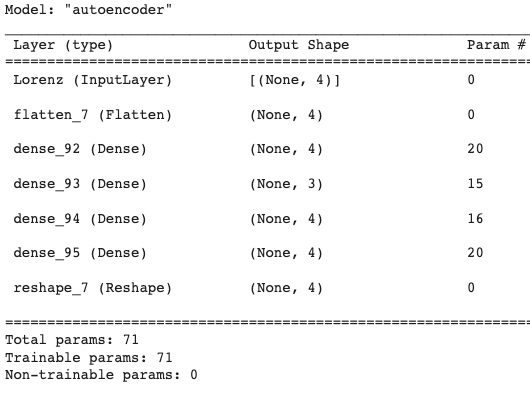 Model: "autoencoder"
Layer (type) Output Shape Param #
Lorenz (InputLayer) [(None, 4)] 0
flatten_7 (Flatten) (None, 4) 0
dense_92 (Dense) (None, 4) 20
dense_93 (Dense) (None, 3) 15
dense_94 (Dense) (None, 4) 16
dense_95 (Dense) (None, 4) 20
reshape_7 (Reshape) (None, 4) 0
Total params: 71
Trainable params: 71
Non-trainable params: 0